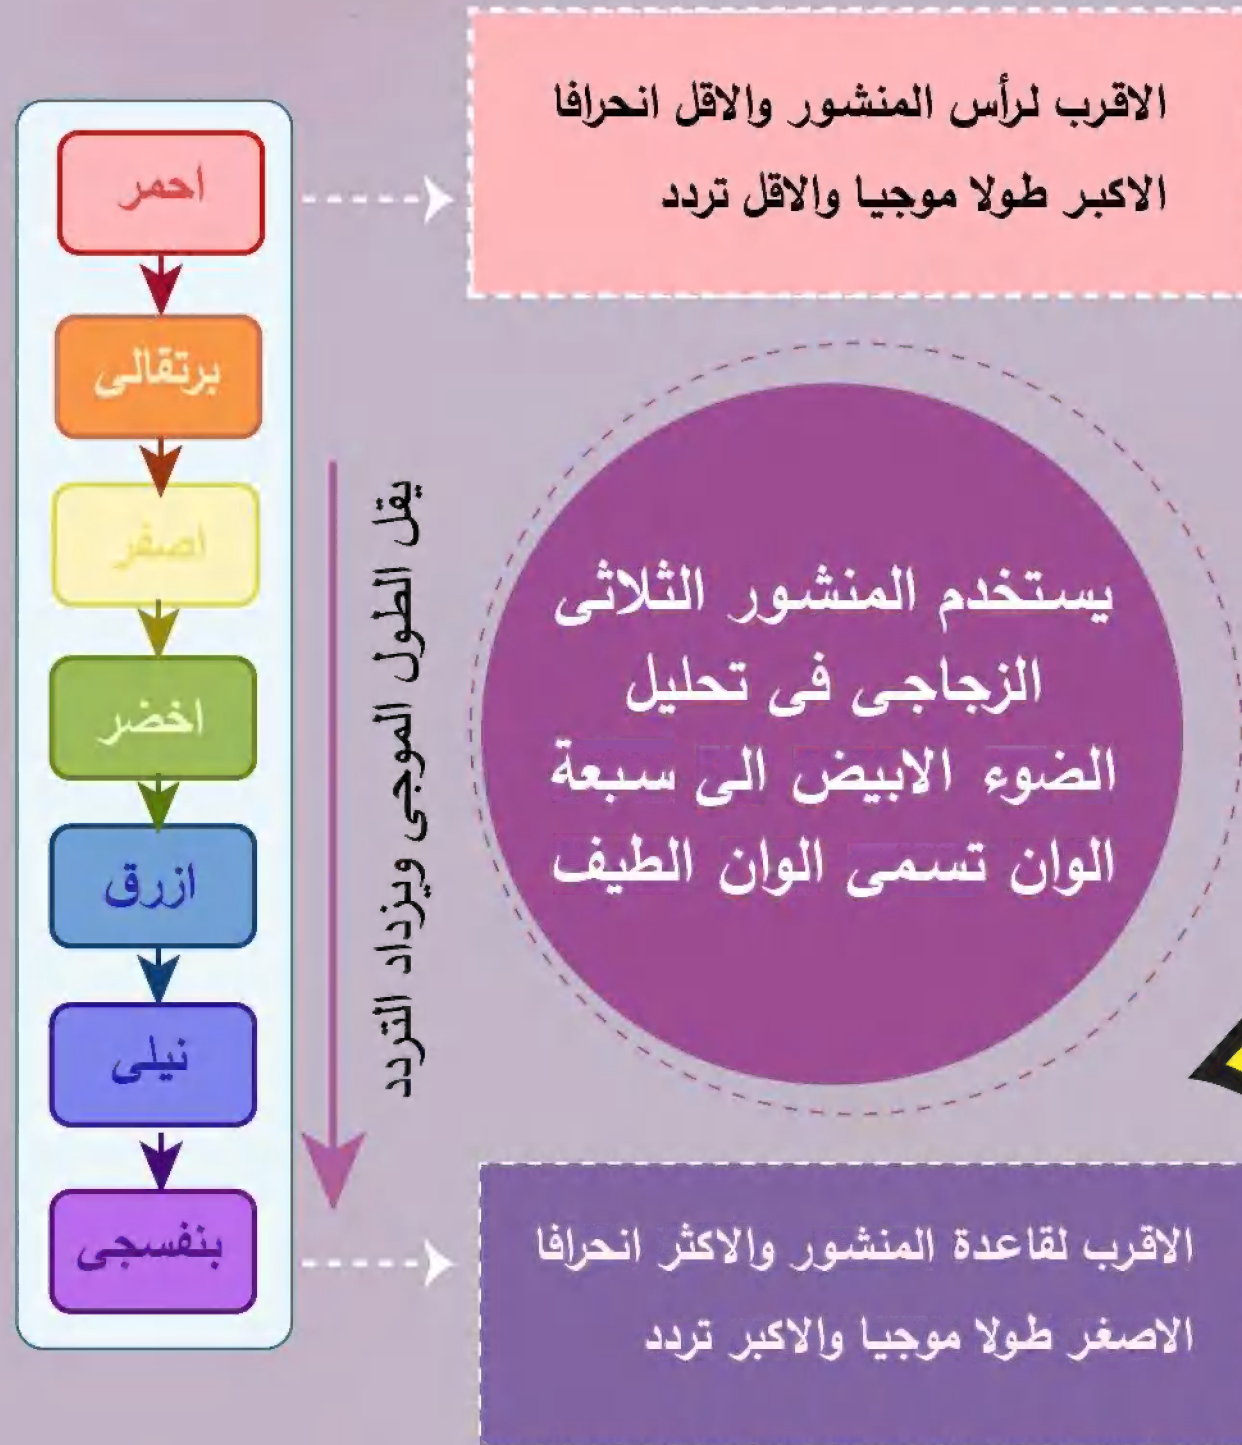 الاقرب لرأس المنشور والاقل انحرافا
الاكبر طولا موجيا والاقل تردد
احمر
برتقالى
اصفر
اخضر
ازرق
نيلى
بنفسجى
يقل الطول الموجى ويزداد التردد
يستخدم المنشور الثلاثى
الزجاجى فى تحليل
الضوء الابيض الى سبعة
الوان تسمى الوان الطيف
الاقرب لقاعدة المنشور والاكثر انحرافا
الاصغر طولا موجيا والاكبر تردد